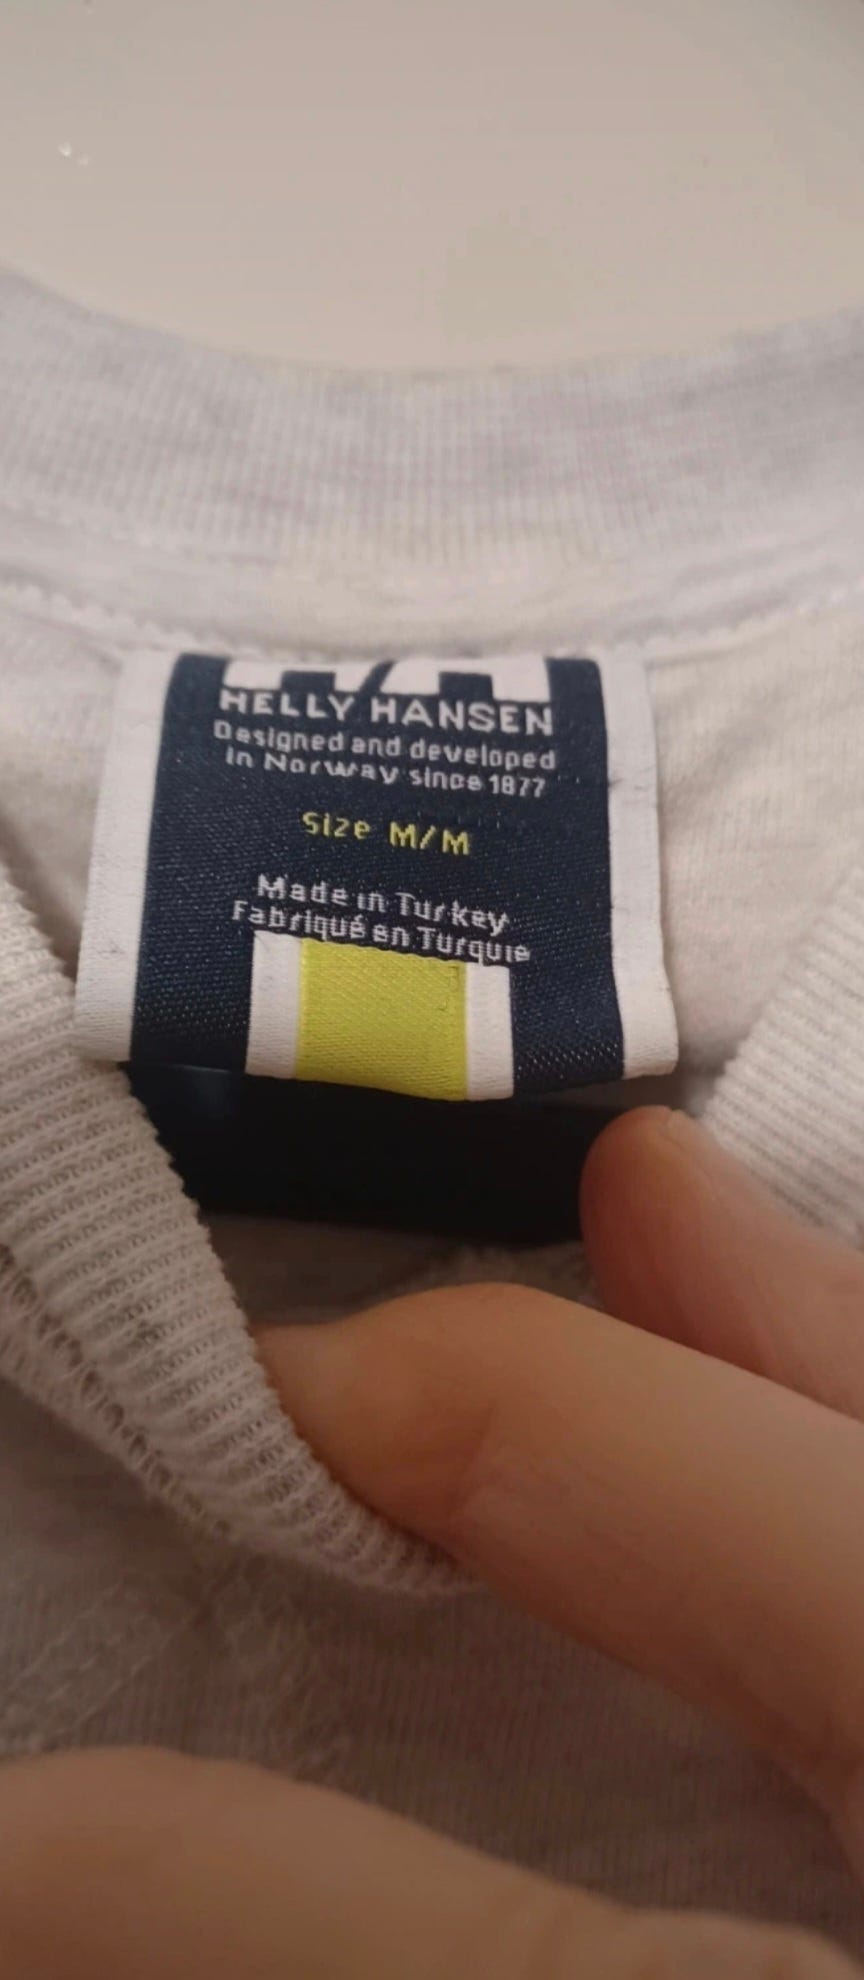 HELLY HANSEN
Designed and developed
in Norway since 1877
Size M/M
Made in Turkey
Fabriqué en Turquie